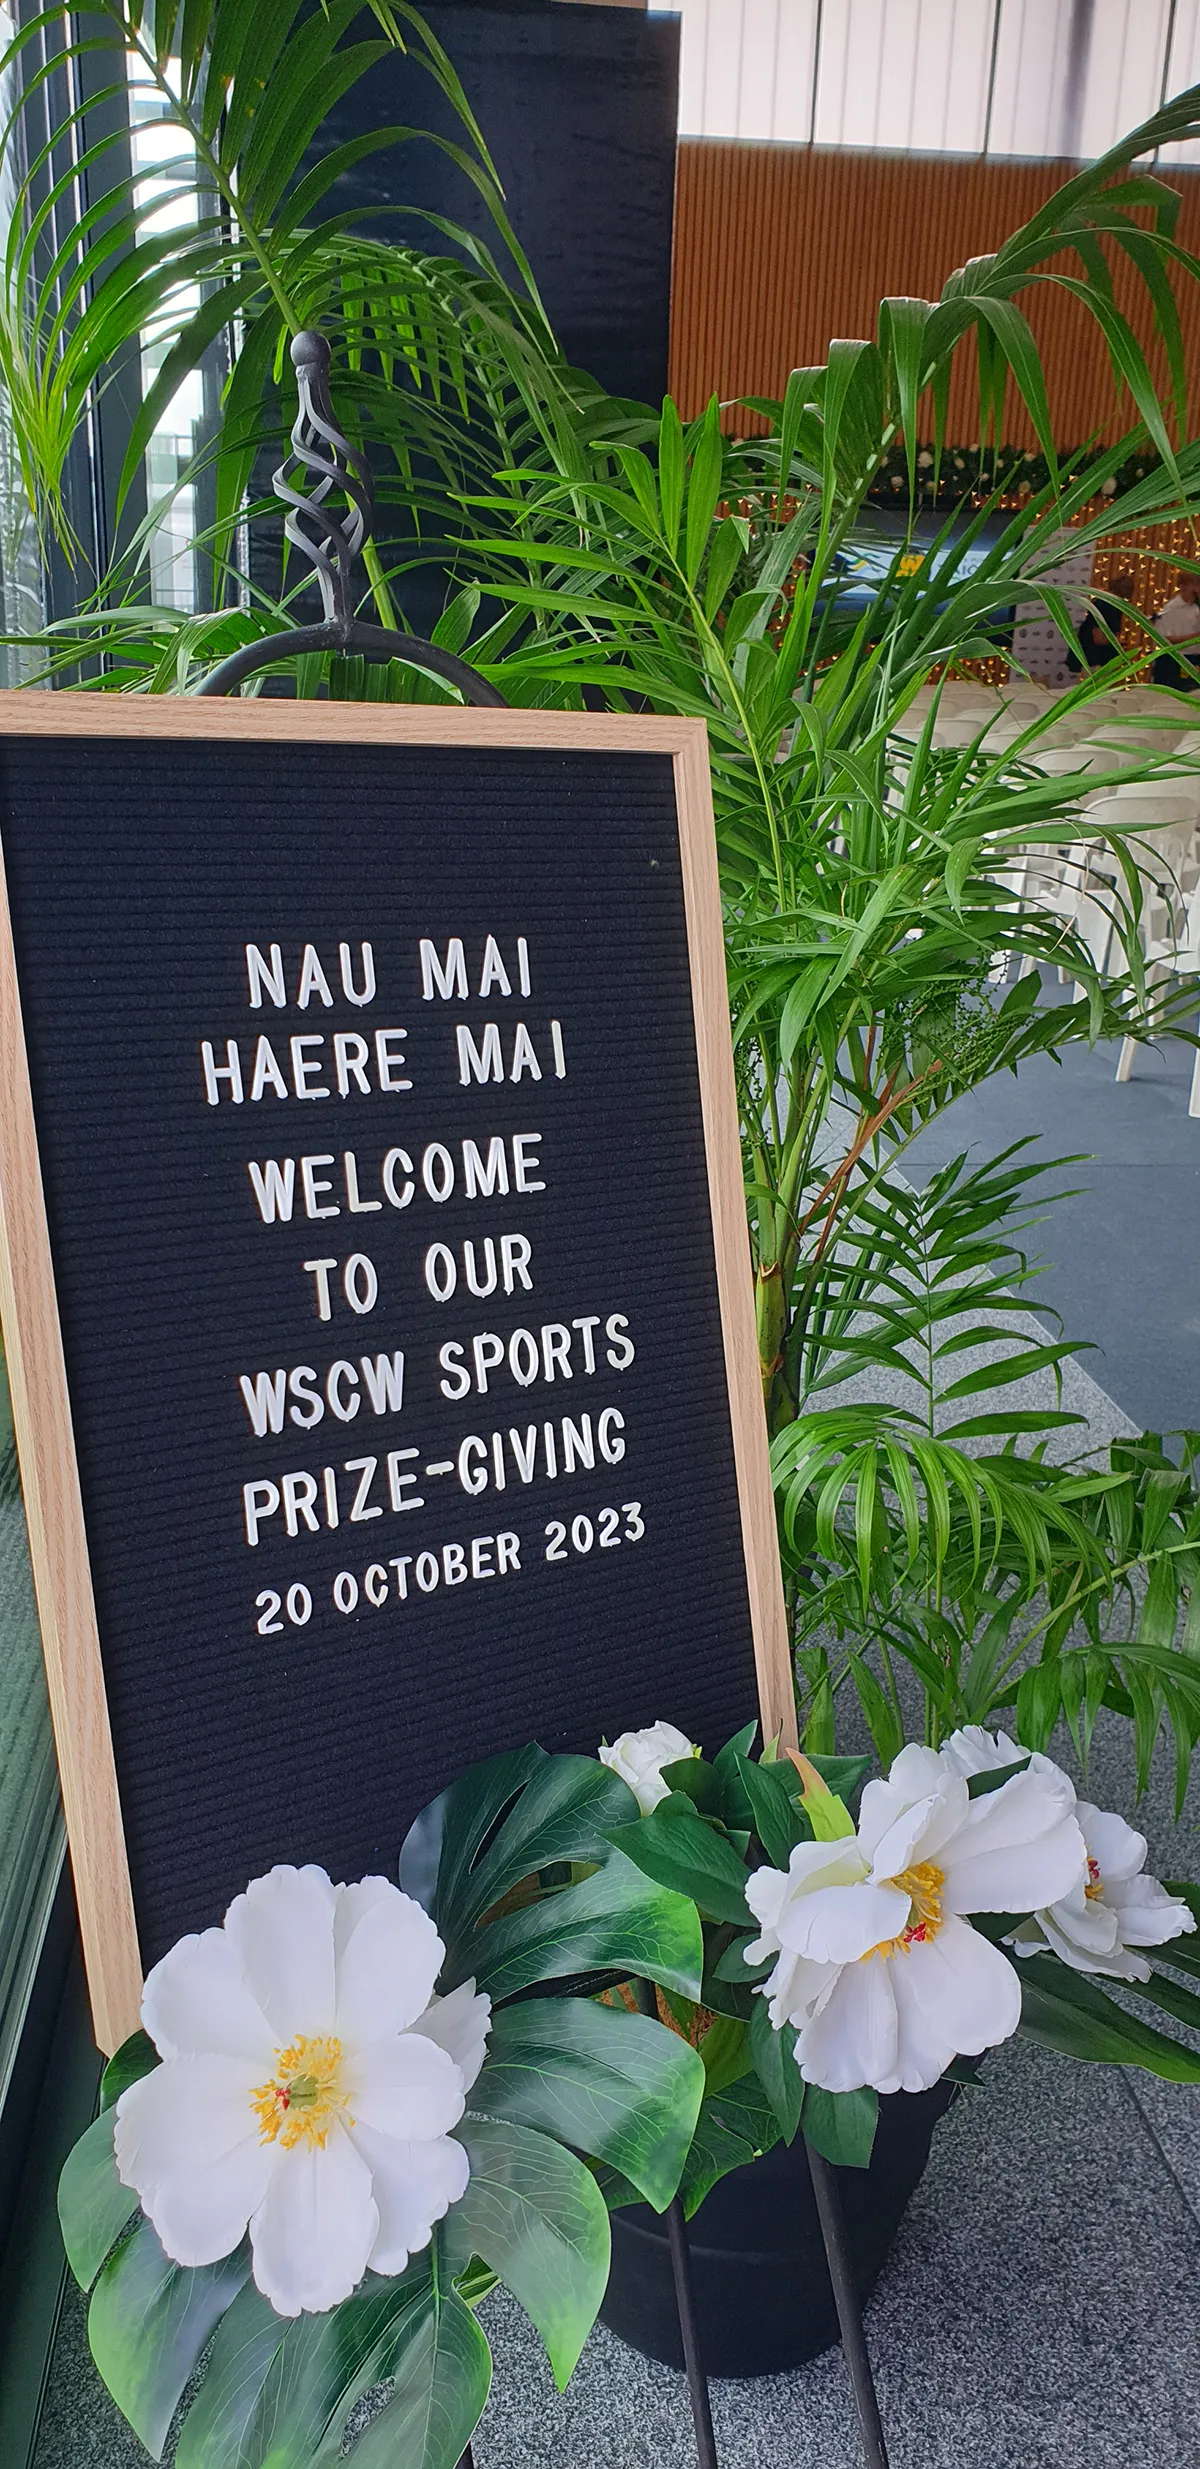 NAU MAI
HAERE MAI
WELCOME
TO OUR
WSCW SPORTS
PRIZE-GIVING
20 OCTOBER 2023